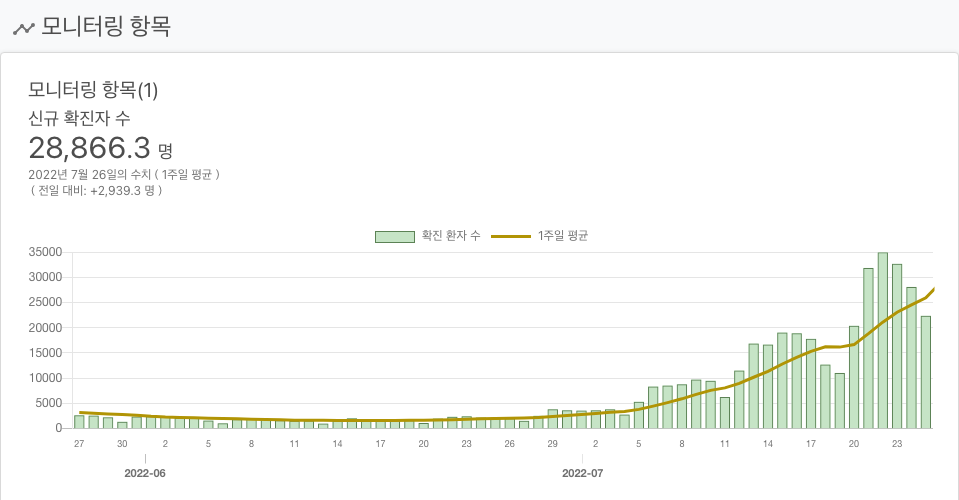 모니터링 항목
모니터링 항목(1)
신규 확진자 수
28,866.3 명
2022년 7월 26일의 수치 ( 1주일 평균 )
( 전일 대비: +2,939.3 명 )
확진 환자 수 1주일 평균
35000
30000
25000
20000
15000
10000
5000
0
27 30 2 5 8 11 14 17 20 23 26 29 2 5 8 11 14 17 20 23
2022-06 2022-07